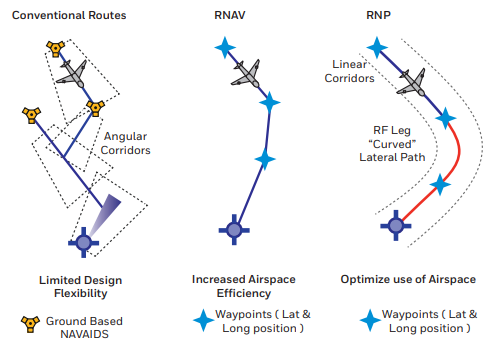 Conventional Routes
RNAV
RNP
Linear
Corridors
Angular
Corridors
RF Leg
“Curved”
Lateral Path
Limited Design
Flexibility
Increased Airspace
Efficiency
Optimize use of Airspace
Ground Based
NAVAIDS
Waypoints ( Lat &
Long position )
Waypoints ( Lat &
Long position )